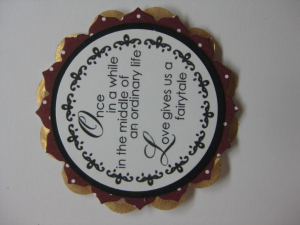 Once
in a while
in the middle of
an ordinary life
Love gives us a
fairytale